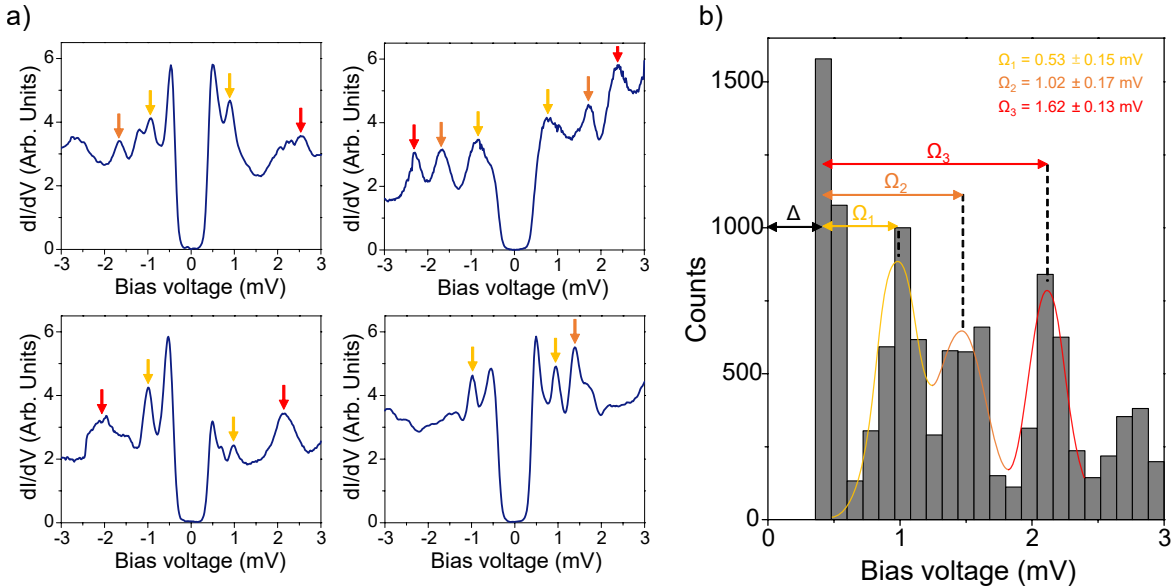 a)
6
4
2
0
dI/dV (Arb. Units)
-3 -2 -1 0 1 2 3
Bias voltage (mV)
6
4
2
0
dI/dV (Arb. Units)
-3 -2 -1 0 1 2 3
Bias voltage (mV)
6
4
2
0
dI/dV (Arb. Units)
-3 -2 -1 0 1 2 3
Bias voltage (mV)
6
4
2
0
dI/dV (Arb. Units)
-3 -2 -1 0 1 2 3
Bias voltage (mV)
b)
Ω₁ = 0.53 ± 0.15 mV
Ω₂ = 1.02 ± 0.17 mV
Ω₃ = 1.62 ± 0.13 mV
Ω₃
Ω₂
Δ Ω₁
1500
1000
500
0
Counts
0 1 2 3
Bias voltage (mV)